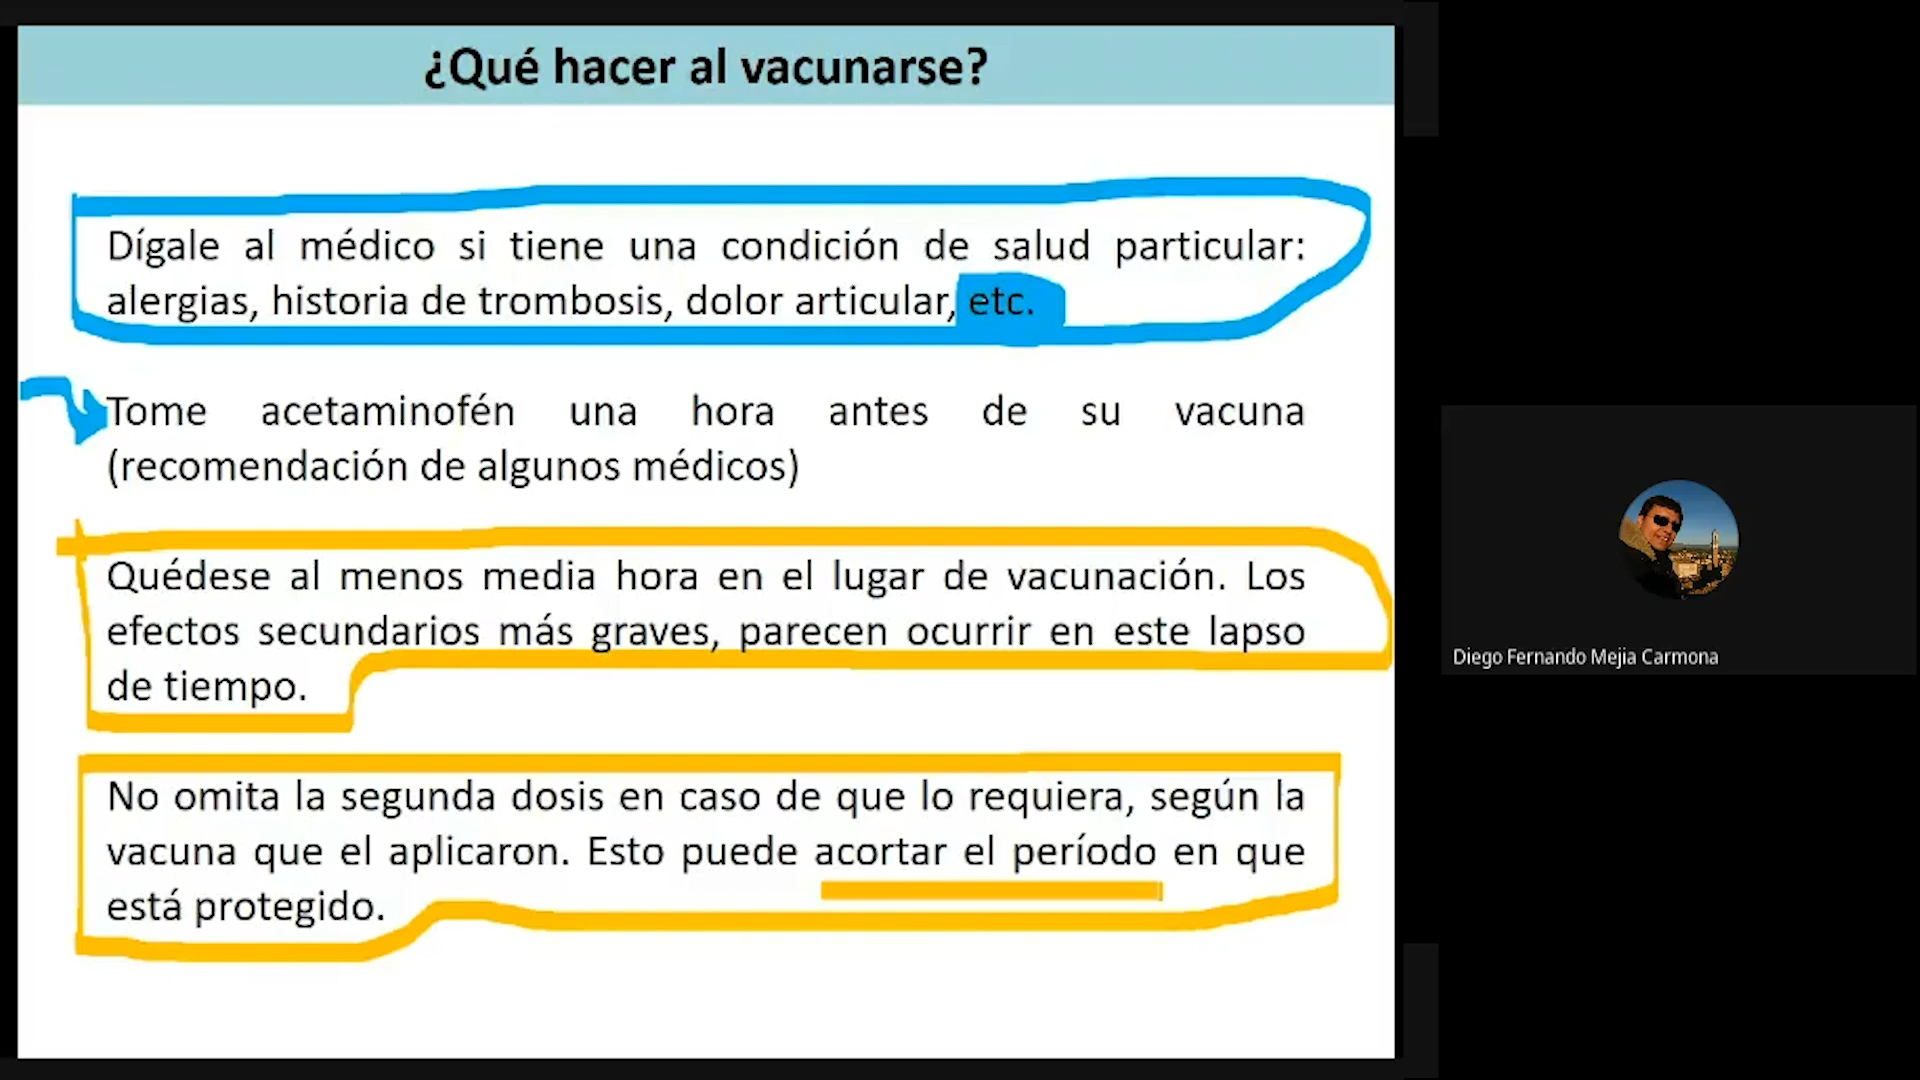 ¿Qué hacer al vacunarse?
Dígale al médico si tiene una condición de salud particular:
alergias, historia de trombosis, dolor articular, etc.
Tome acetaminofén una hora antes de su vacuna
(recomendación de algunos médicos)
Quédese al menos media hora en el lugar de vacunación. Los
efectos secundarios más graves, parecen ocurrir en este lapso
de tiempo.
No omita la segunda dosis en caso de que lo requiera, según la
vacuna que el aplicaron. Esto puede acortar el período en que
está protegido.
Diego Fernando Mejia Carmona